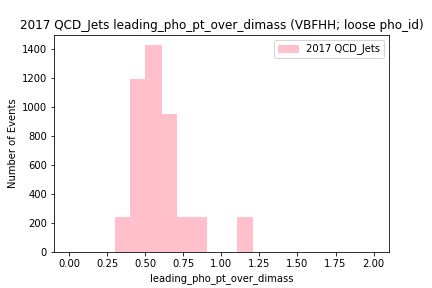 2017 QCD_Jets leading_pho_pt_over_dimass (VBFHH; loose pho_id)
2017 QCD_Jets
Number of Events
1400
1200
1000
800
600
400
200
0
0.00 0.25 0.50 0.75 1.00 1.25 1.50 1.75 2.00
leading_pho_pt_over_dimass